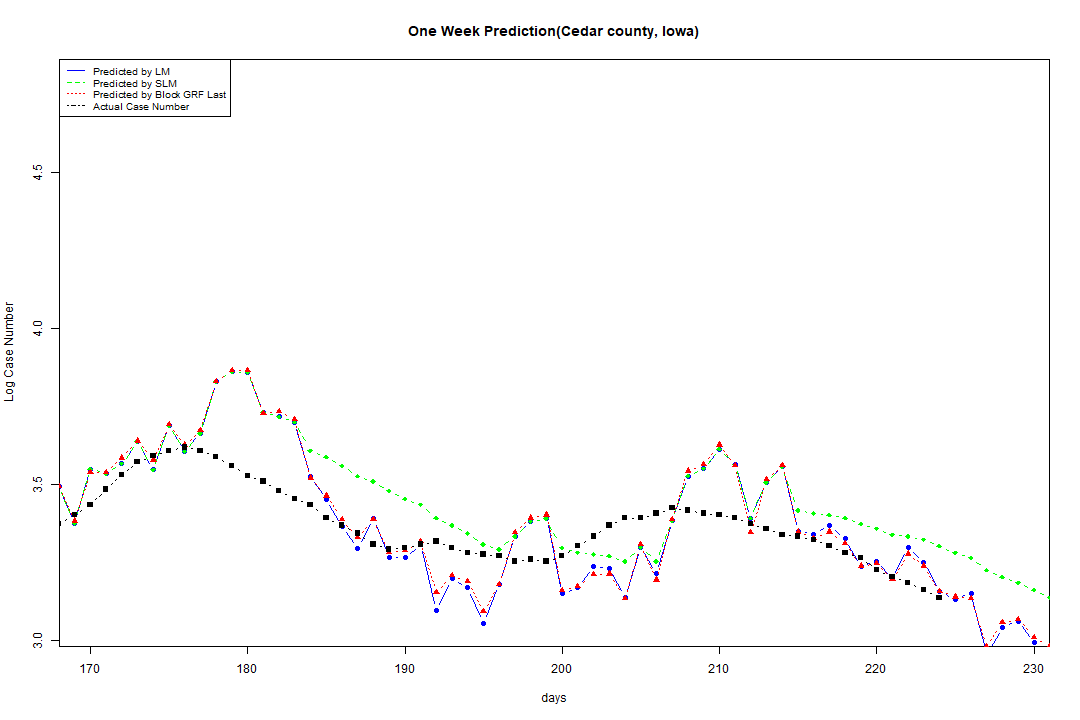 One Week Prediction(Cedar county, Iowa)
Predicted by LM
Predicted by SLM
Predicted by Block GRF Last
Actual Case Number
4.5
4.0
3.5
3.0
Log Case Number
170 180 190 200 210 220 230
days